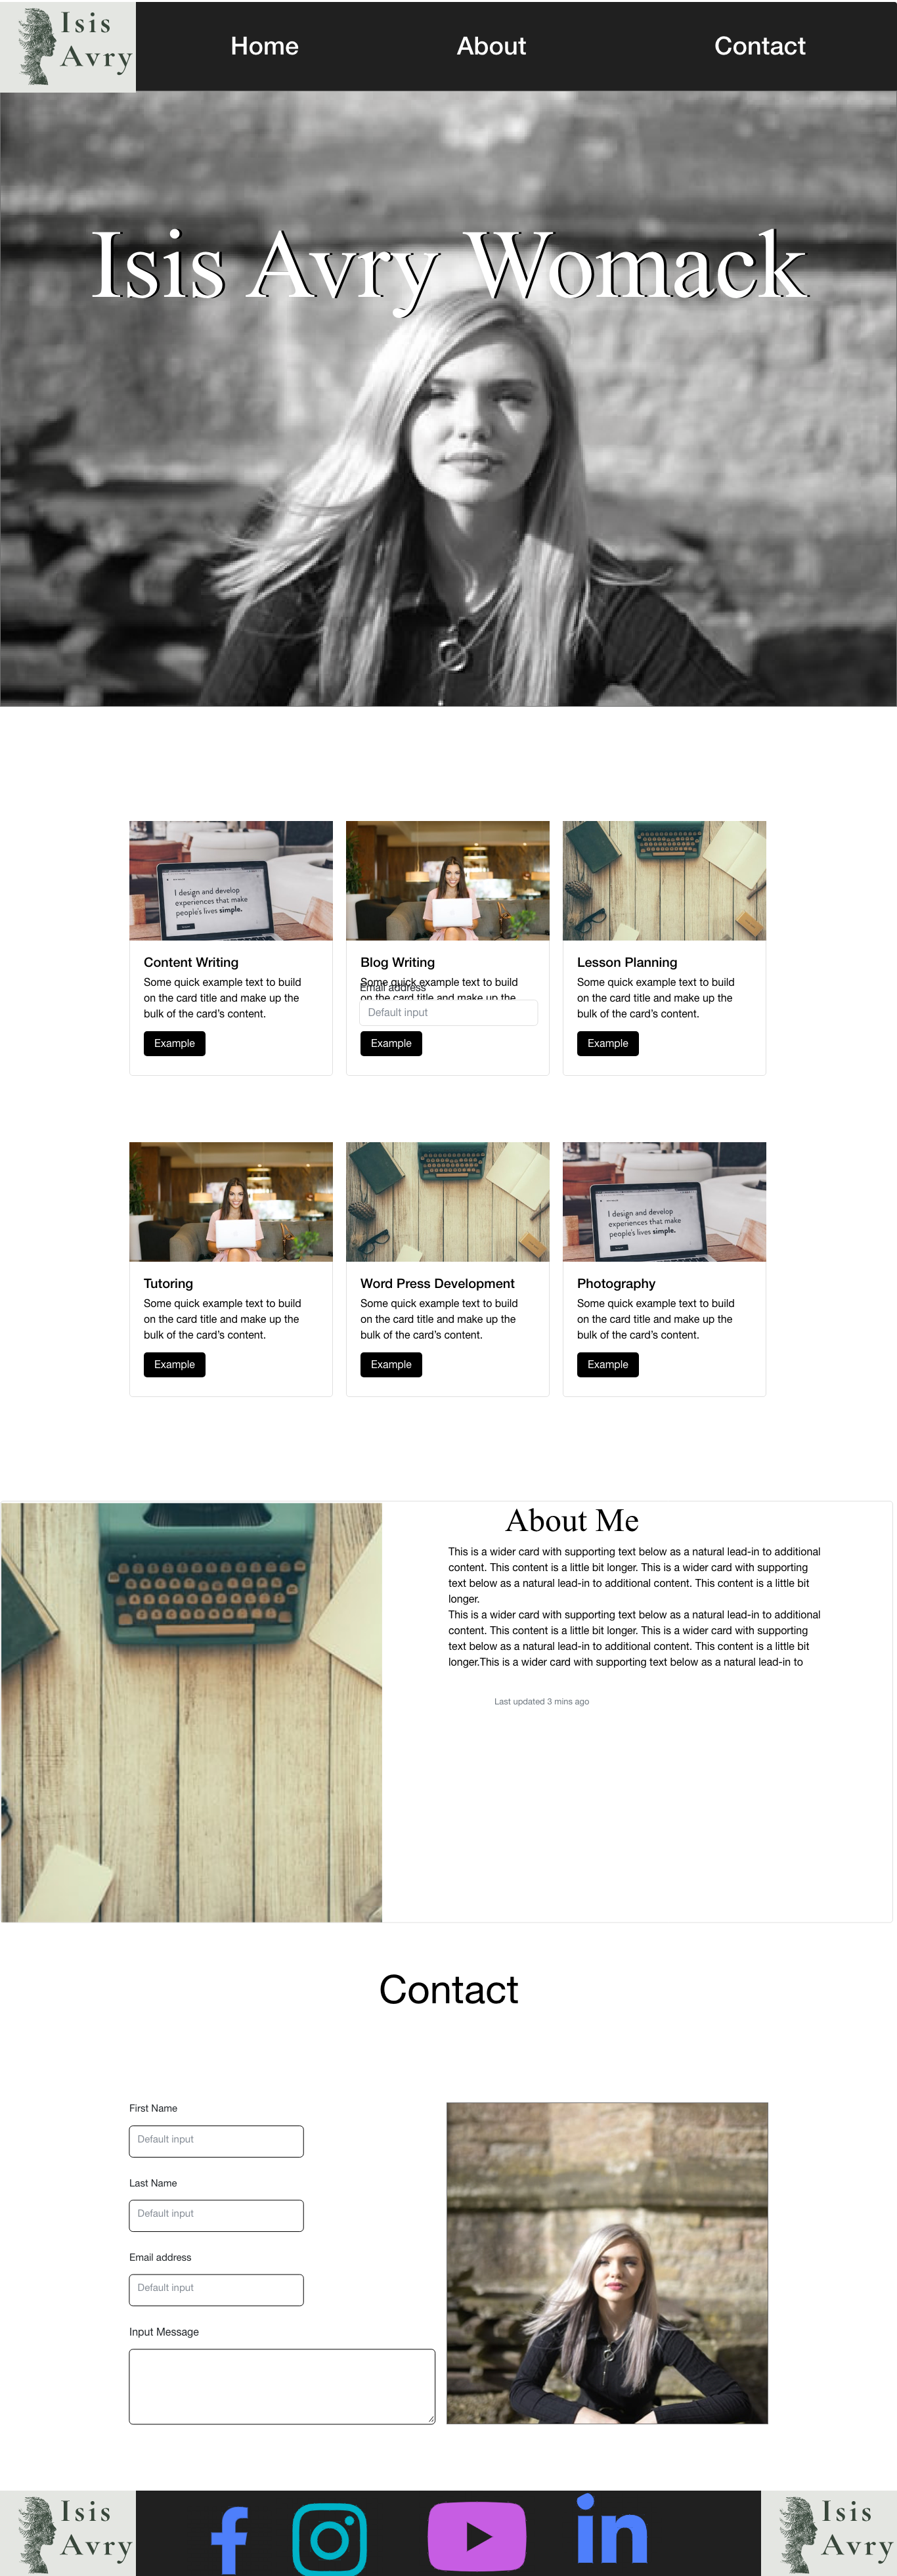 Isis
Avry
Home
About
Contact
Isis Avry Womack
I design and develop
experiences that make
people's lives simple.
Content Writing
Some quick example text to build
on the card title and make up the
bulk of the card's content.
Example
Blog Writing
Some quick example text to build
Email address
on the card title and make up the
Default input
Example
Lesson Planning
Some quick example text to build
on the card title and make up the
bulk of the card's content.
Example
Tutoring
Some quick example text to build
on the card title and make up the
bulk of the card's content.
Example
Word Press Development
Some quick example text to build
on the card title and make up the
bulk of the card's content.
Example
I design and develop
experiences that make
people's lives simple.
Photography
Some quick example text to build
on the card title and make up the
bulk of the card's content.
Example
About Me
This is a wider card with supporting text below as a natural lead-in to additional
content. This content is a little bit longer. This is a wider card with supporting
text below as a natural lead-in to additional content. This content is a little bit
longer.
This is a wider card with supporting text below as a natural lead-in to additional
content. This content is a little bit longer. This is a wider card with supporting
text below as a natural lead-in to additional content. This content is a little bit
longer.This is a wider card with supporting text below as a natural lead-in to
Last updated 3 mins ago
Contact
First Name
Default input
Last Name
Default input
Email address
Default input
Input Message
Isis
Avry
in
Isis
Avry